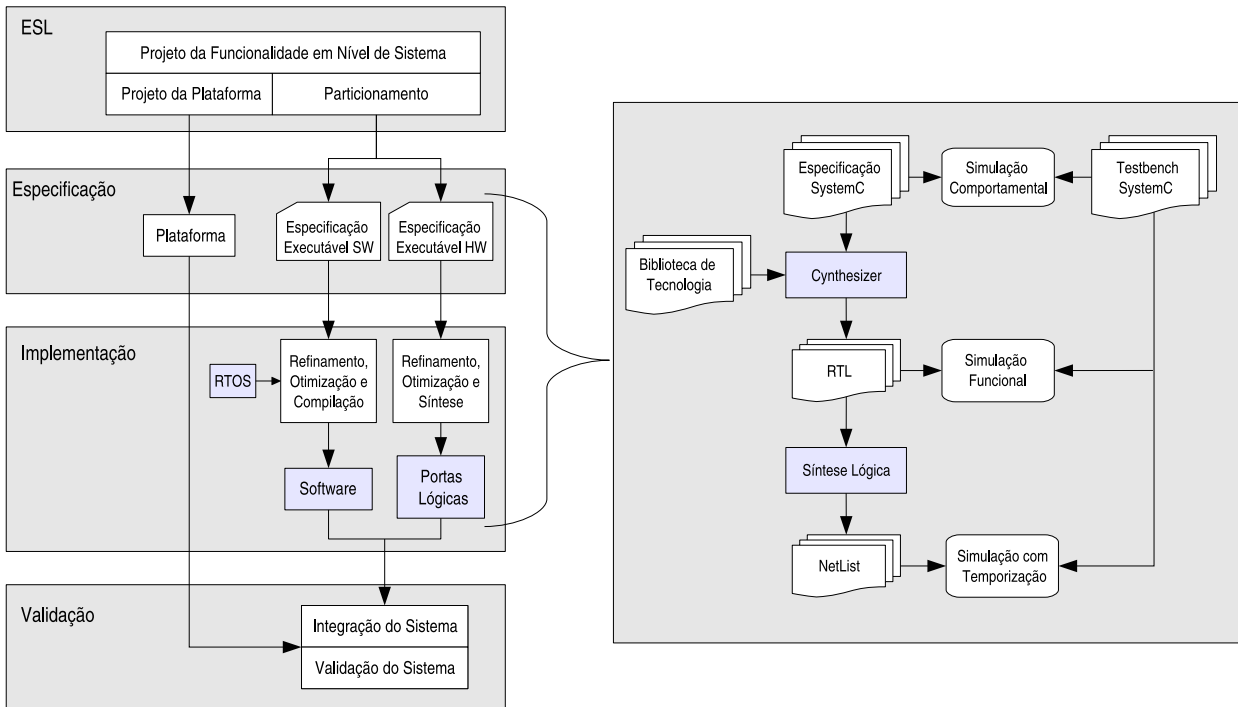 ESL
Projeto da Funcionalidade em Nível de Sistema
Projeto da Plataforma
Particionamento
Especificação
Plataforma
Especificação
Executável SW
Especificação
Executável HW
Implementação
RTOS
Refinamento,
Otimização e
Compilação
Refinamento,
Otimização e
Síntese
Software
Portas
Lógicas
Validação
Integração do Sistema
Validação do Sistema
Especificação
SystemC
Simulação
Comportamental
Testbench
SystemC
Biblioteca de
Tecnologia
Cynthesizer
RTL
Simulação
Funcional
Síntese Lógica
NetList
Simulação com
Temporização